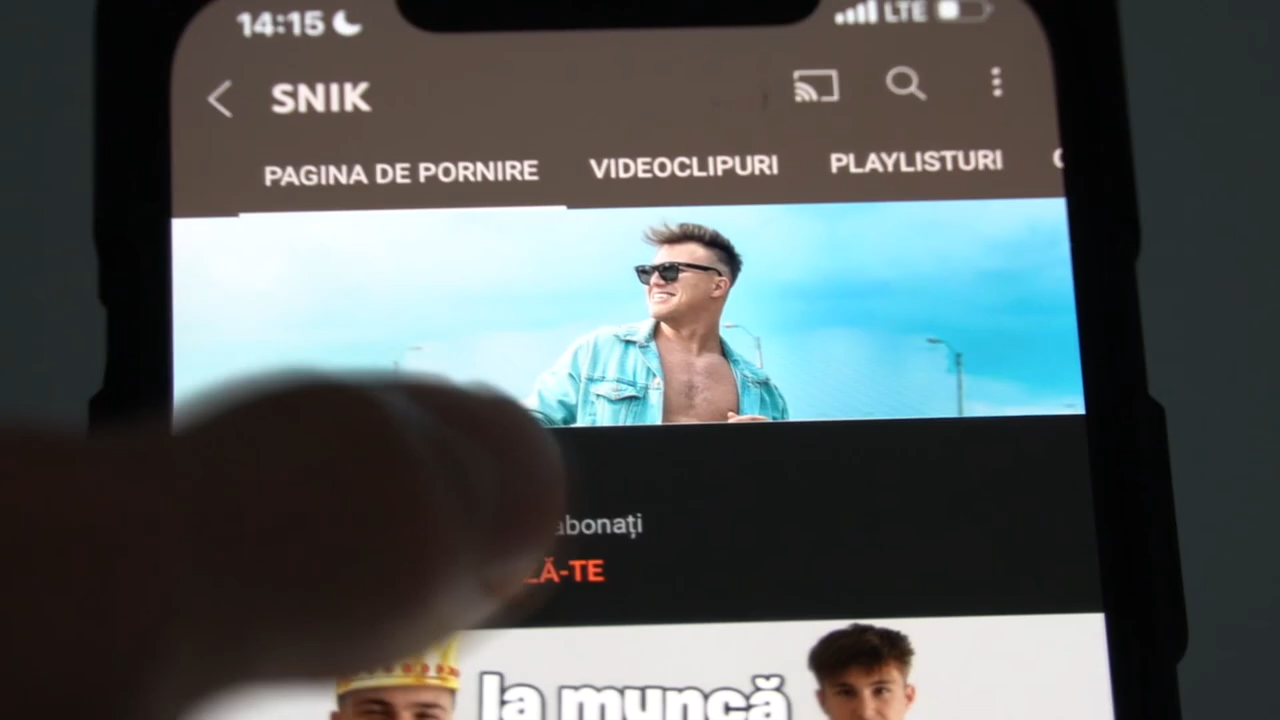 14:15 LTE
SNIK
PAGINA DE PORNIRE VIDEOCLIPURI PLAYLISTURI
abonați
LĂ-TE
la muncă